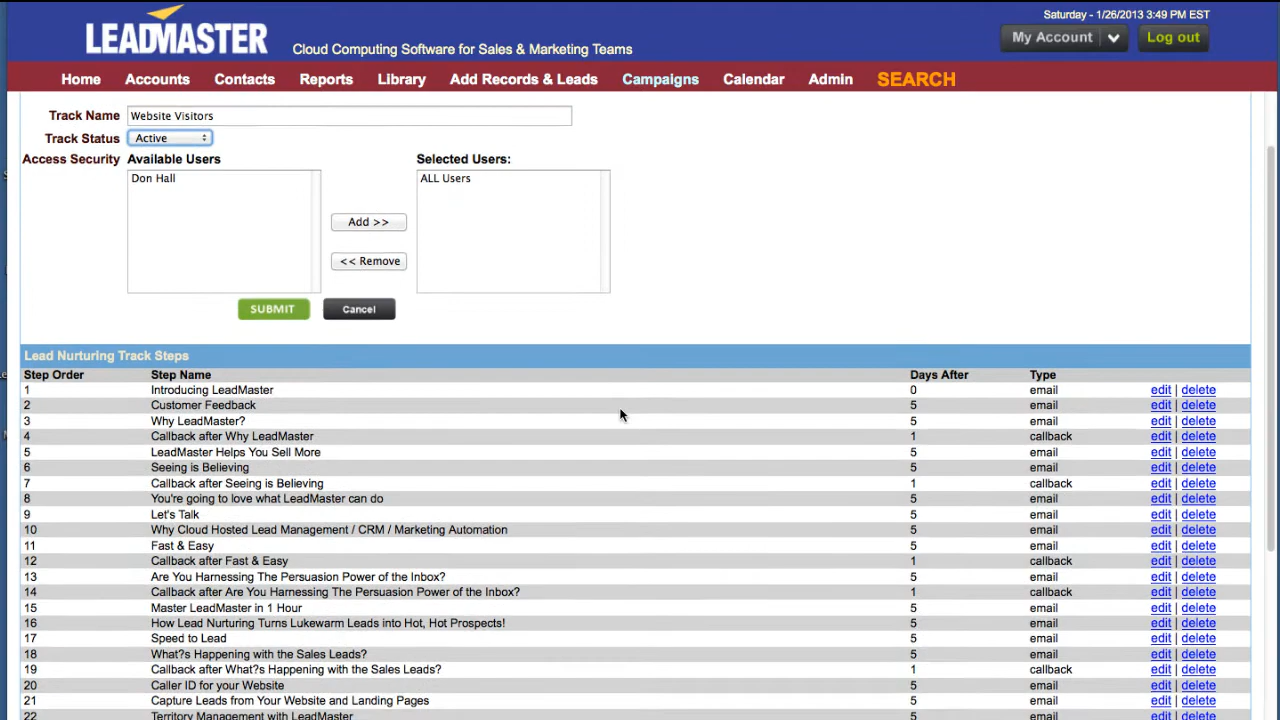 Saturday - 1/26/2013 3:49 PM EST
LEADMASTER Cloud Computing Software for Sales & Marketing Teams My Account Log out
Home Accounts Contacts Reports Library Add Records & Leads Campaigns Calendar Admin SEARCH
Track Name Website Visitors
Track Status Active
Access Security Available Users Selected Users:
Don Hall ALL Users
Add >>
<< Remove
SUBMIT Cancel
Lead Nurturing Track Steps
Step Order Step Name Days After Type
1 Introducing LeadMaster 0 email edit | delete
2 Customer Feedback 5 email edit | delete
3 Why LeadMaster? 5 email edit | delete
4 Callback after Why LeadMaster 1 callback edit | delete
5 LeadMaster Helps You Sell More 5 email edit | delete
6 Seeing is Believing 5 email edit | delete
7 Callback after Seeing is Believing 1 callback edit | delete
8 You're going to love what LeadMaster can do 5 email edit | delete
9 Let's Talk 5 email edit | delete
10 Why Cloud Hosted Lead Management / CRM / Marketing Automation 5 email edit | delete
11 Fast & Easy 5 email edit | delete
12 Callback after Fast & Easy 1 callback edit | delete
13 Are You Harnessing The Persuasion Power of the Inbox? 5 email edit | delete
14 Callback after Are You Harnessing The Persuasion Power of the Inbox? 1 callback edit | delete
15 Master LeadMaster in 1 Hour 5 email edit | delete
16 How Lead Nurturing Turns Lukewarm Leads into Hot, Hot Prospects! 5 email edit | delete
17 Speed to Lead 5 email edit | delete
18 What?s Happening with the Sales Leads? 5 email edit | delete
19 Callback after What?s Happening with the Sales Leads? 1 callback edit | delete
20 Caller ID for your Website 5 email edit | delete
21 Capture Leads from Your Website and Landing Pages 5 email edit | delete
22 Territory Management with LeadMaster 5 email edit | delete